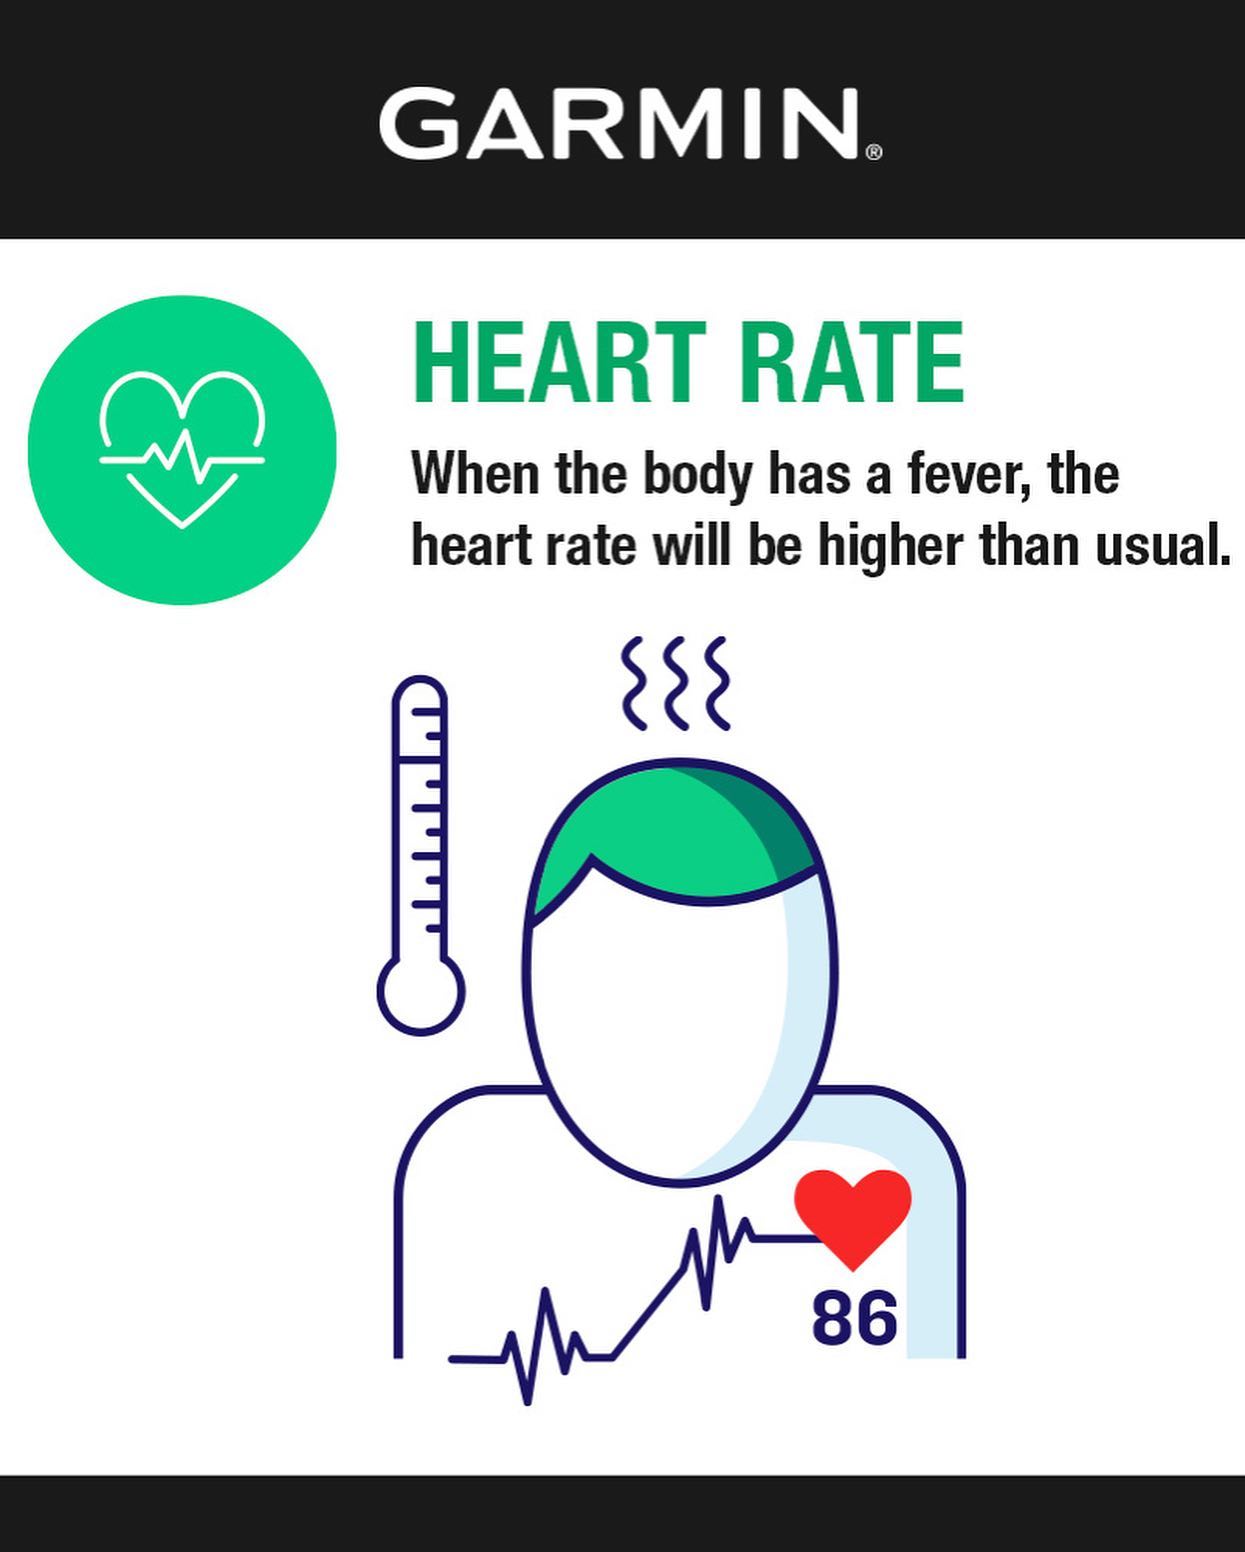 GARMIN®
HEART RATE
When the body has a fever, the
heart rate will be higher than usual.
86